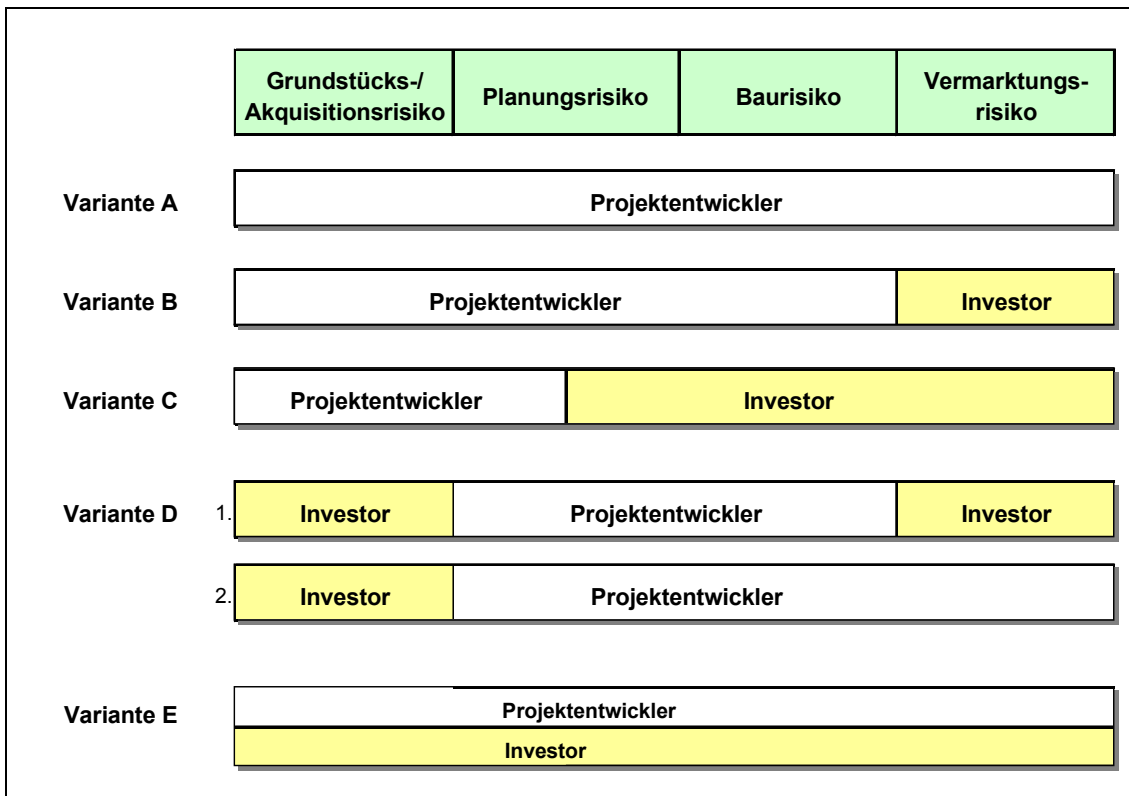 Grundstücks-/
Akquisitionsrisiko
Planungsrisiko
Baurisiko
Vermarktungs-
risiko
Variante A
Projektentwickler
Variante B
Projektentwickler
Investor
Variante C
Projektentwickler
Investor
Variante D
1.
Investor
Projektentwickler
Investor
2.
Investor
Projektentwickler
Variante E
Projektentwickler
Investor